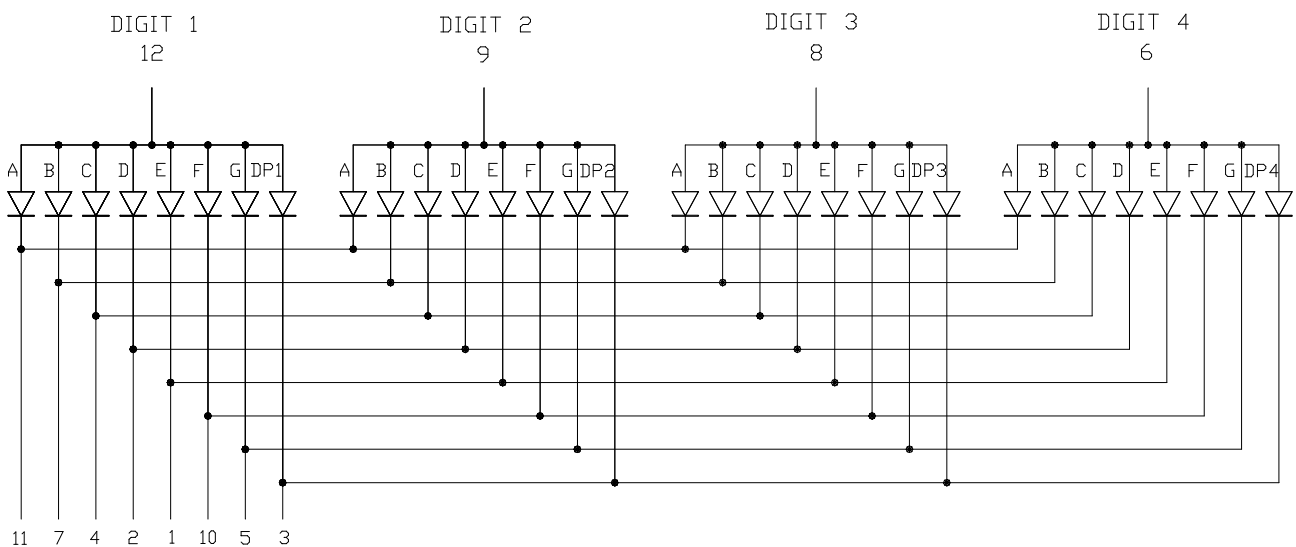 DIGIT 1 DIGIT 2 DIGIT 3 DIGIT 4
12 9 8 6
A B C D E F G DP1 A B C D E F G DP2 A B C D E F G DP3 A B C D E F G DP4
11 7 4 2 1 10 5 3